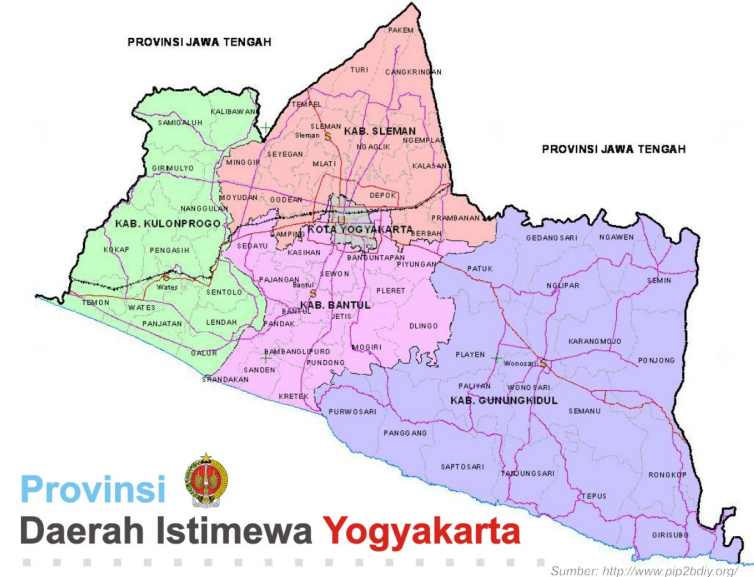 PAKEM
PROVINSI JAWA TENGAH
TURI
CANGKRINGAN
TEMPEL
KALIBAWANG
SAMIGALUH
SLEMAN
KAB. SLEMAN
Sleman
S
NGEMPLAK
NGAGLIK
PROVINSI JAWA TENGAH
SEYEGAN
MINGGIR
MLATI
KALASAN
GIRIMULYO
MOYUDAN
GODEAN
DEPOK
NANGGULAN
PRAMBANAN
KAB. KULONPROGO
KOTA YOGYAKARTA
GAMPING
BERBAH
GEDANGSARI
NGAWEN
KOKAP
PENGASIH
SEDAYU
KASIHAN
BANGUNTAPAN
PIYUNGAN
PATUK
SEWON
S
Wates
PAJANGAN
Bantul
S
SENTOLO
PLERET
NGLIPAR
SEMIN
TEMON
WATES
KAB. BANTUL
BANTUL
JETIS
PANJATAN
LENDAH
PANDAK
DLINGO
KARANGMOJO
GALUR
BAMBANGLIPURO
MOGIRI
PLAYEN
Wonosari
S
PONJONG
PUNDONG
SANDEN
SRANDAKAN
PALIYAN
WONOSARI
KRETEK
KAB. GUNUNGKIDUL
PURWOSARI
SEMANU
PANGGANG
SAPTOSARI
TANJUNGSARI
RONGKOP
TEPUS
GIRISUBO
Provinsi
Daerah Istimewa Yogyakarta
Sumber: http://www.pip2bdiy.org/